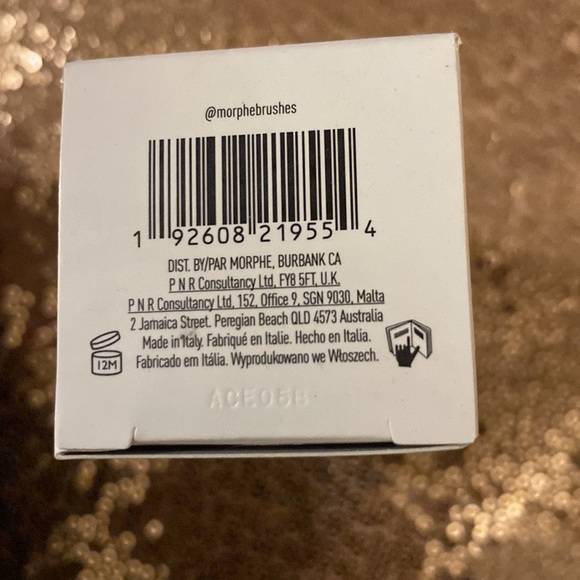 @morphebrushes
1 92608 21955 4
DIST. BY/PAR MORPHE, BURBANK CA
P N R Consultancy Ltd, FY8 5FT, U.K.
P N R Consultancy Ltd, 152, Office 9, SGN 9030, Malta
2 Jamaica Street. Peregian Beach QLD 4573 Australia
Made in Italy. Fabriqué en Italie. Hecho en Italia.
Fabricado em Itália. Wyprodukowano we Włoszech.
12M
ACE05B